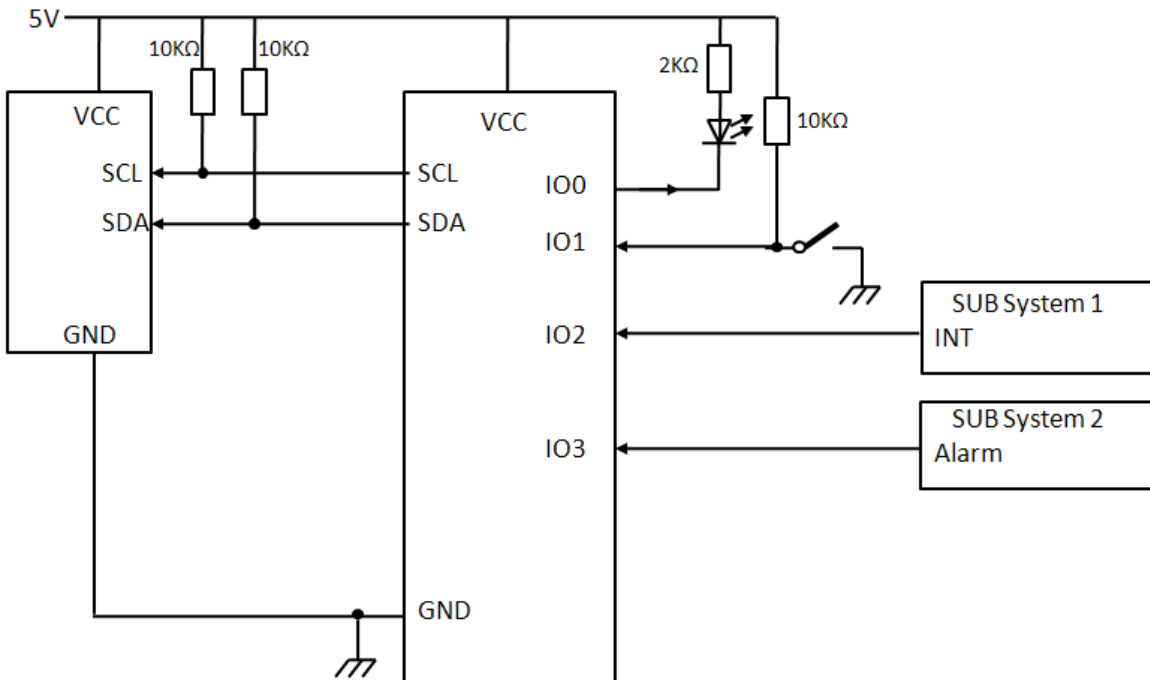 5V
10KΩ
10KΩ
2KΩ
10KΩ
VCC
VCC
SCL
SCL
IO0
SDA
SDA
IO1
SUB System 1
GND
IO2
INT
SUB System 2
IO3
Alarm
GND